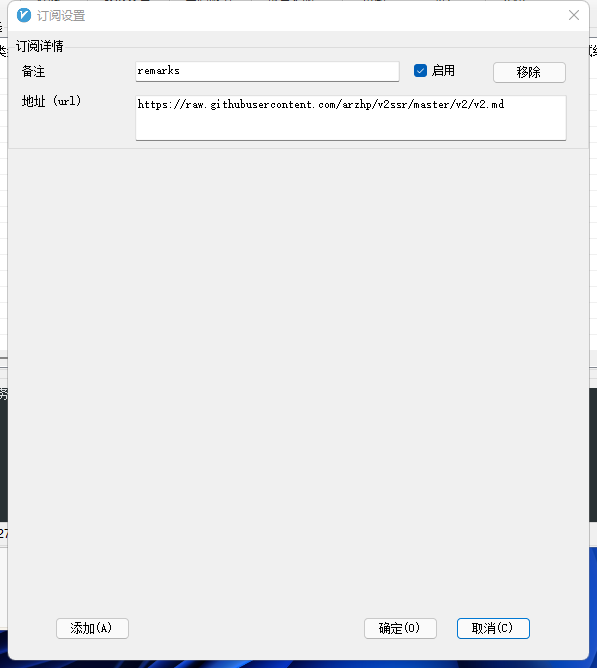 订阅设置
订阅详情
备注
remarks
启用
移除
地址 (url)
https://raw.githubusercontent.com/arzhp/v2ssr/master/v2/v2.md
添加(A)
确定(O)
取消(C)